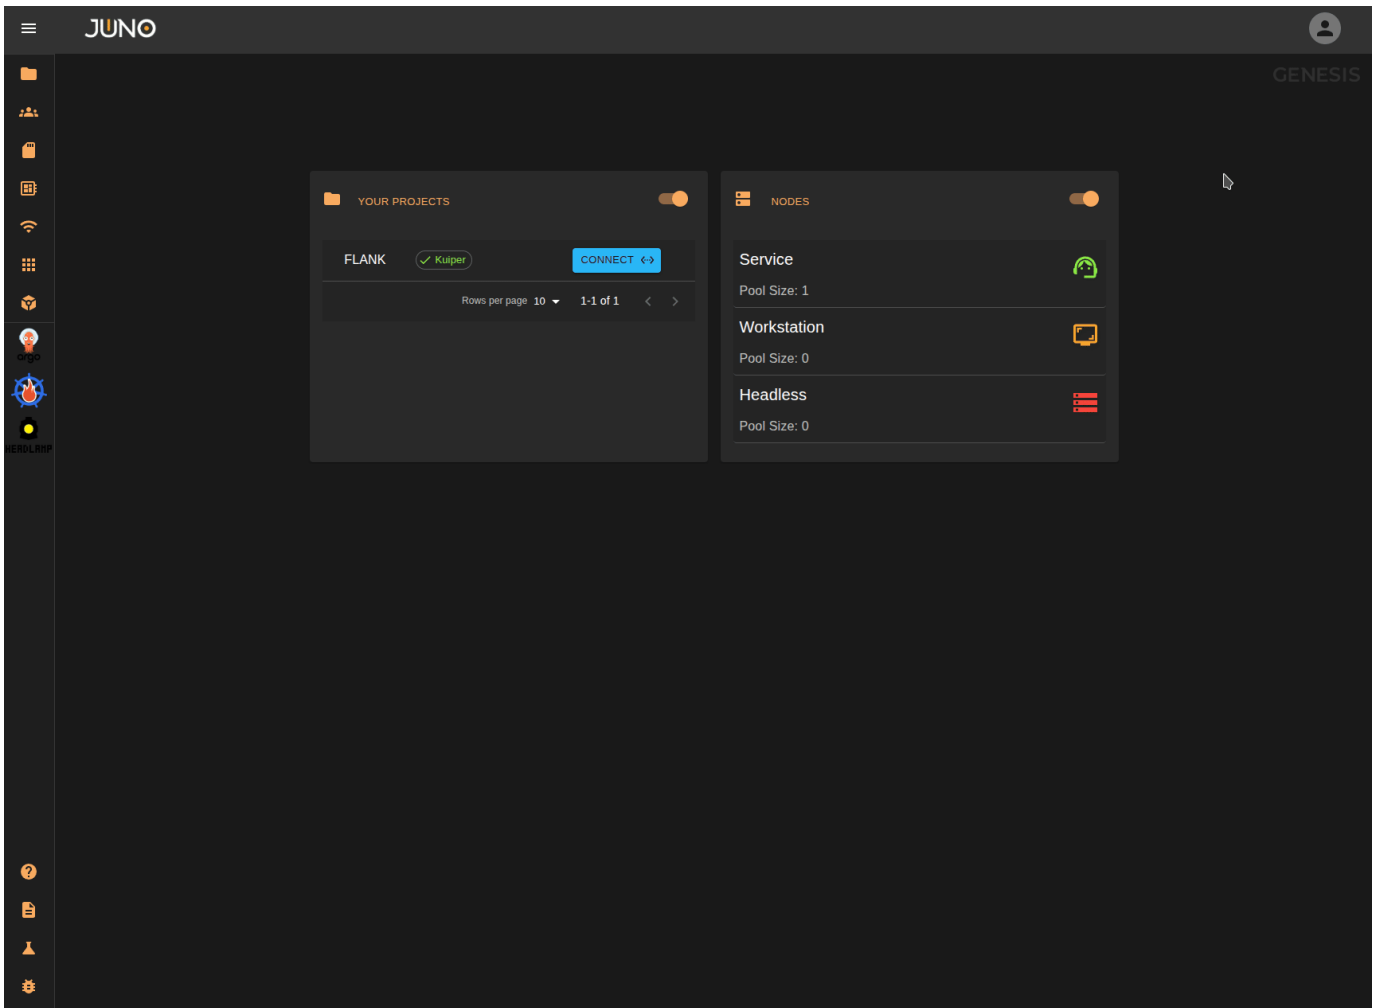 JUNO
GENESIS
YOUR PROJECTS
FLANK
Kuiper
CONNECT
Rows per page 10
1-1 of 1
NODES
Service
Pool Size: 1
Workstation
Pool Size: 0
Headless
Pool Size: 0
argo
HEADLAMP